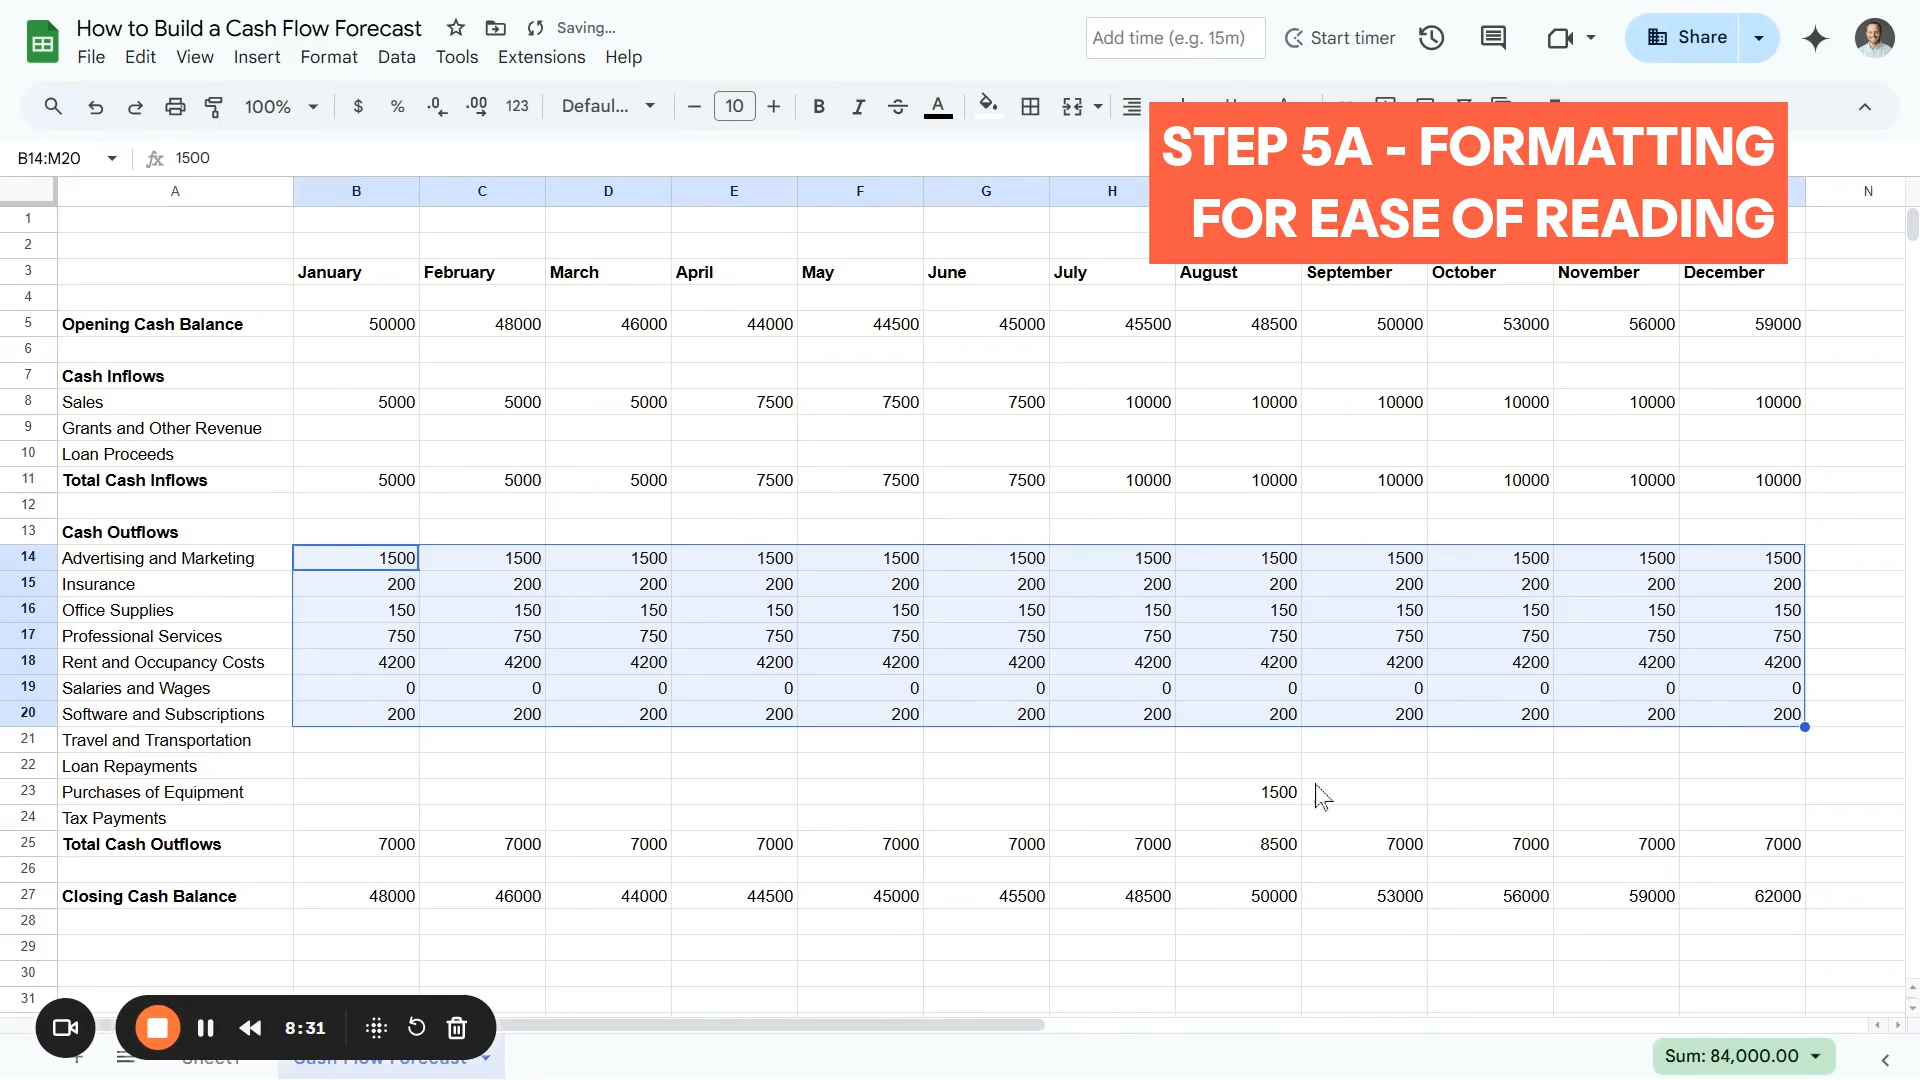 How to Build a Cash Flow Forecast Saving... Add time (e.g. 15m) Start timer Share
File Edit View Insert Format Data Tools Extensions Help
100% $ % .0 .00 123 Defaul... 10 B I S A
B14:M20 fx 1500
STEP 5A - FORMATTING
FOR EASE OF READING
A B C D E F G H N
1
2
3 January February March April May June July August September October November December
4
5 Opening Cash Balance 50000 48000 46000 44000 44500 45000 45500 48500 50000 53000 56000 59000
6
7 Cash Inflows
8 Sales 5000 5000 5000 7500 7500 7500 10000 10000 10000 10000 10000 10000
9 Grants and Other Revenue
10 Loan Proceeds
11 Total Cash Inflows 5000 5000 5000 7500 7500 7500 10000 10000 10000 10000 10000 10000
12
13 Cash Outflows
14 Advertising and Marketing 1500 1500 1500 1500 1500 1500 1500 1500 1500 1500 1500 1500
15 Insurance 200 200 200 200 200 200 200 200 200 200 200 200
16 Office Supplies 150 150 150 150 150 150 150 150 150 150 150 150
17 Professional Services 750 750 750 750 750 750 750 750 750 750 750 750
18 Rent and Occupancy Costs 4200 4200 4200 4200 4200 4200 4200 4200 4200 4200 4200 4200
19 Salaries and Wages 0 0 0 0 0 0 0 0 0 0 0 0
20 Software and Subscriptions 200 200 200 200 200 200 200 200 200 200 200 200
21 Travel and Transportation
22 Loan Repayments
23 Purchases of Equipment 1500
24 Tax Payments
25 Total Cash Outflows 7000 7000 7000 7000 7000 7000 7000 8500 7000 7000 7000 7000
26
27 Closing Cash Balance 48000 46000 44000 44500 45000 45500 48500 50000 53000 56000 59000 62000
28
29
30
31
8:31
Cash Flow Forecast Sum: 84,000.00